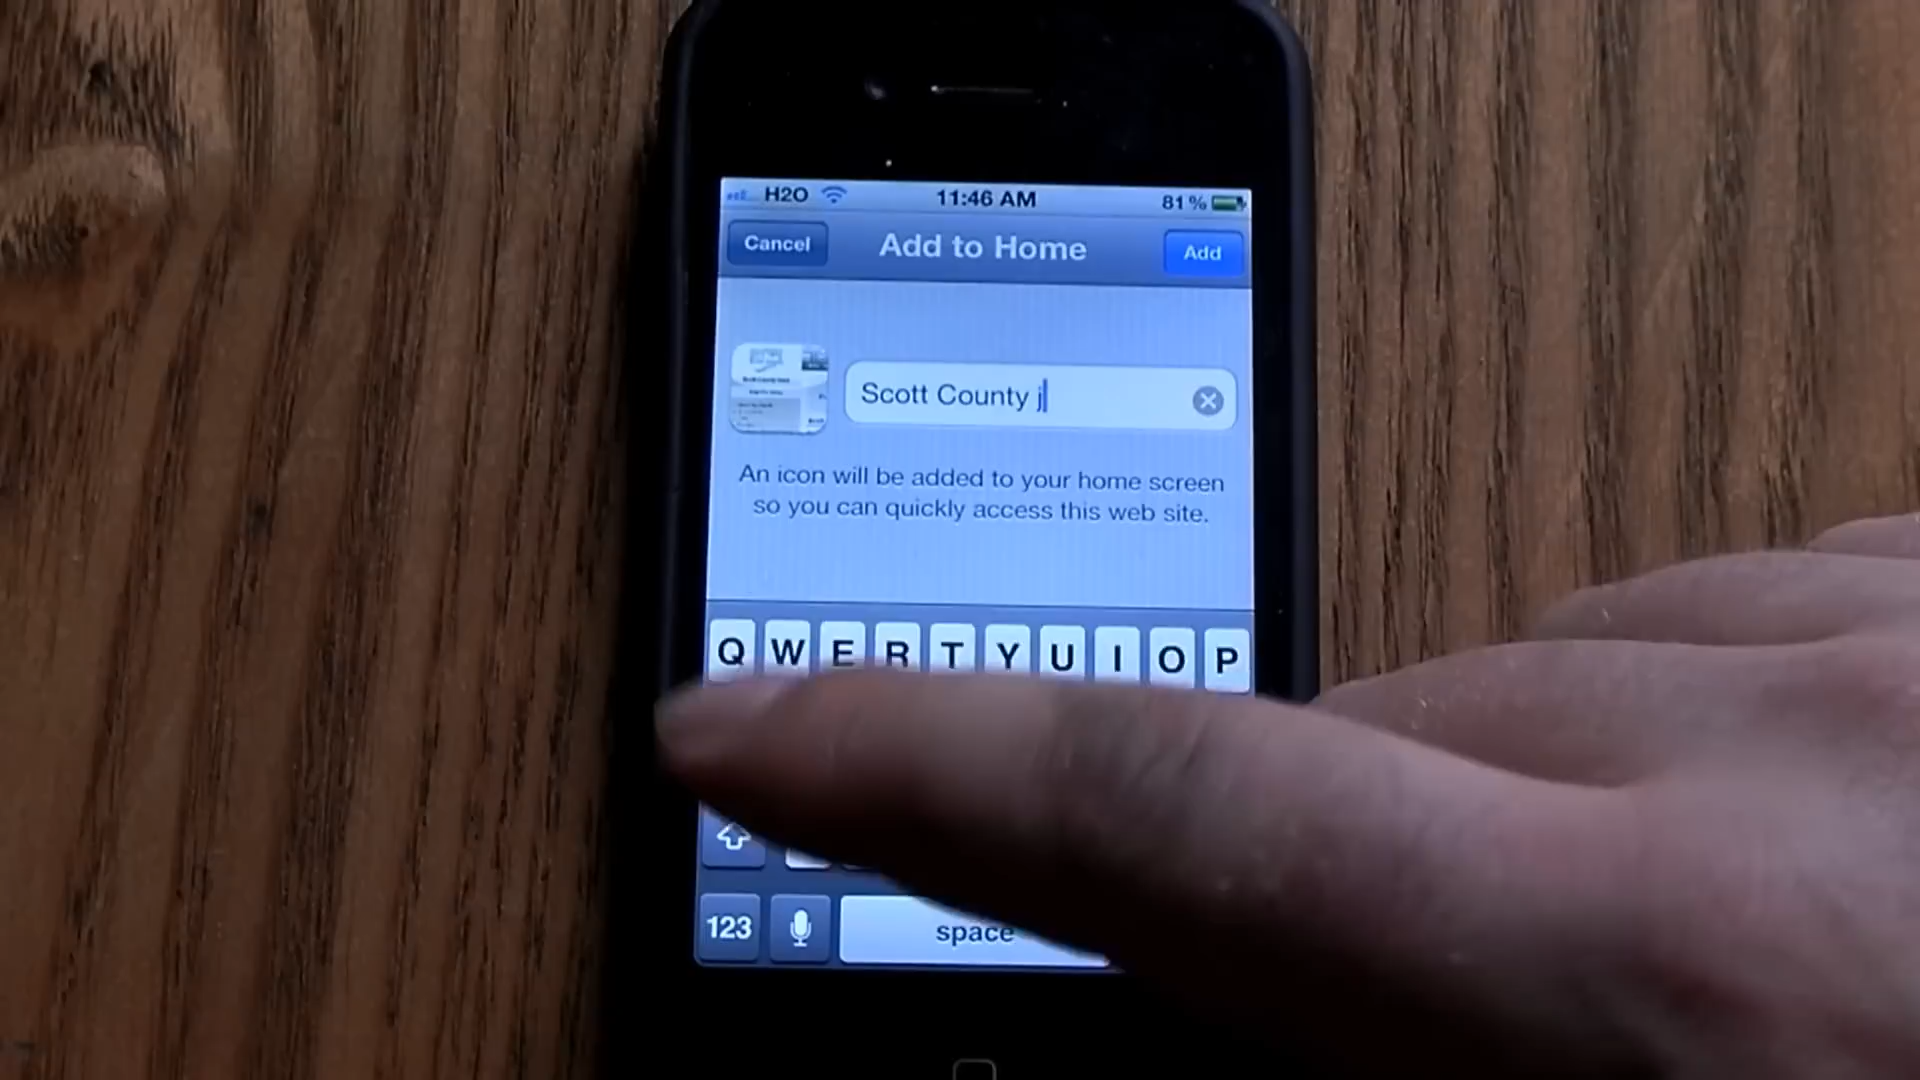 H2O 11:46 AM 81%
Cancel Add to Home Add
Scott County j
An icon will be added to your home screen
so you can quickly access this web site.
Q W E R T Y U I O P
123 space